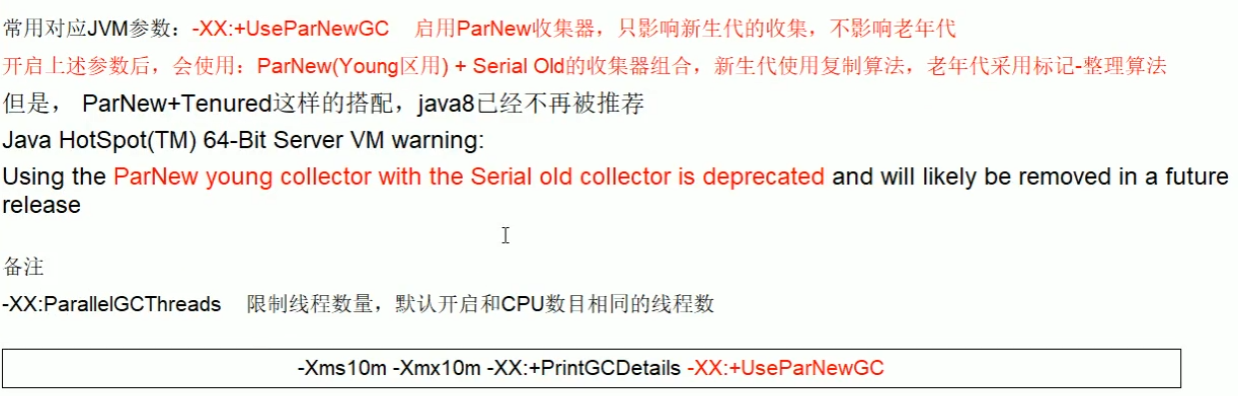 常用对应JVM参数：-XX:+UseParNewGC 启用ParNew收集器，只影响新生代的收集，不影响老年代
开启上述参数后，会使用：ParNew(Young区用) + Serial Old的收集器组合，新生代使用复制算法，老年代采用标记-整理算法
但是， ParNew+Tenured这样的搭配，java8已经不再被推荐
Java HotSpot(TM) 64-Bit Server VM warning:
Using the ParNew young collector with the Serial old collector is deprecated and will likely be removed in a future
release
备注
-XX:ParallelGCThreads 限制线程数量，默认开启和CPU数目相同的线程数
-Xms10m -Xmx10m -XX:+PrintGCDetails -XX:+UseParNewGC